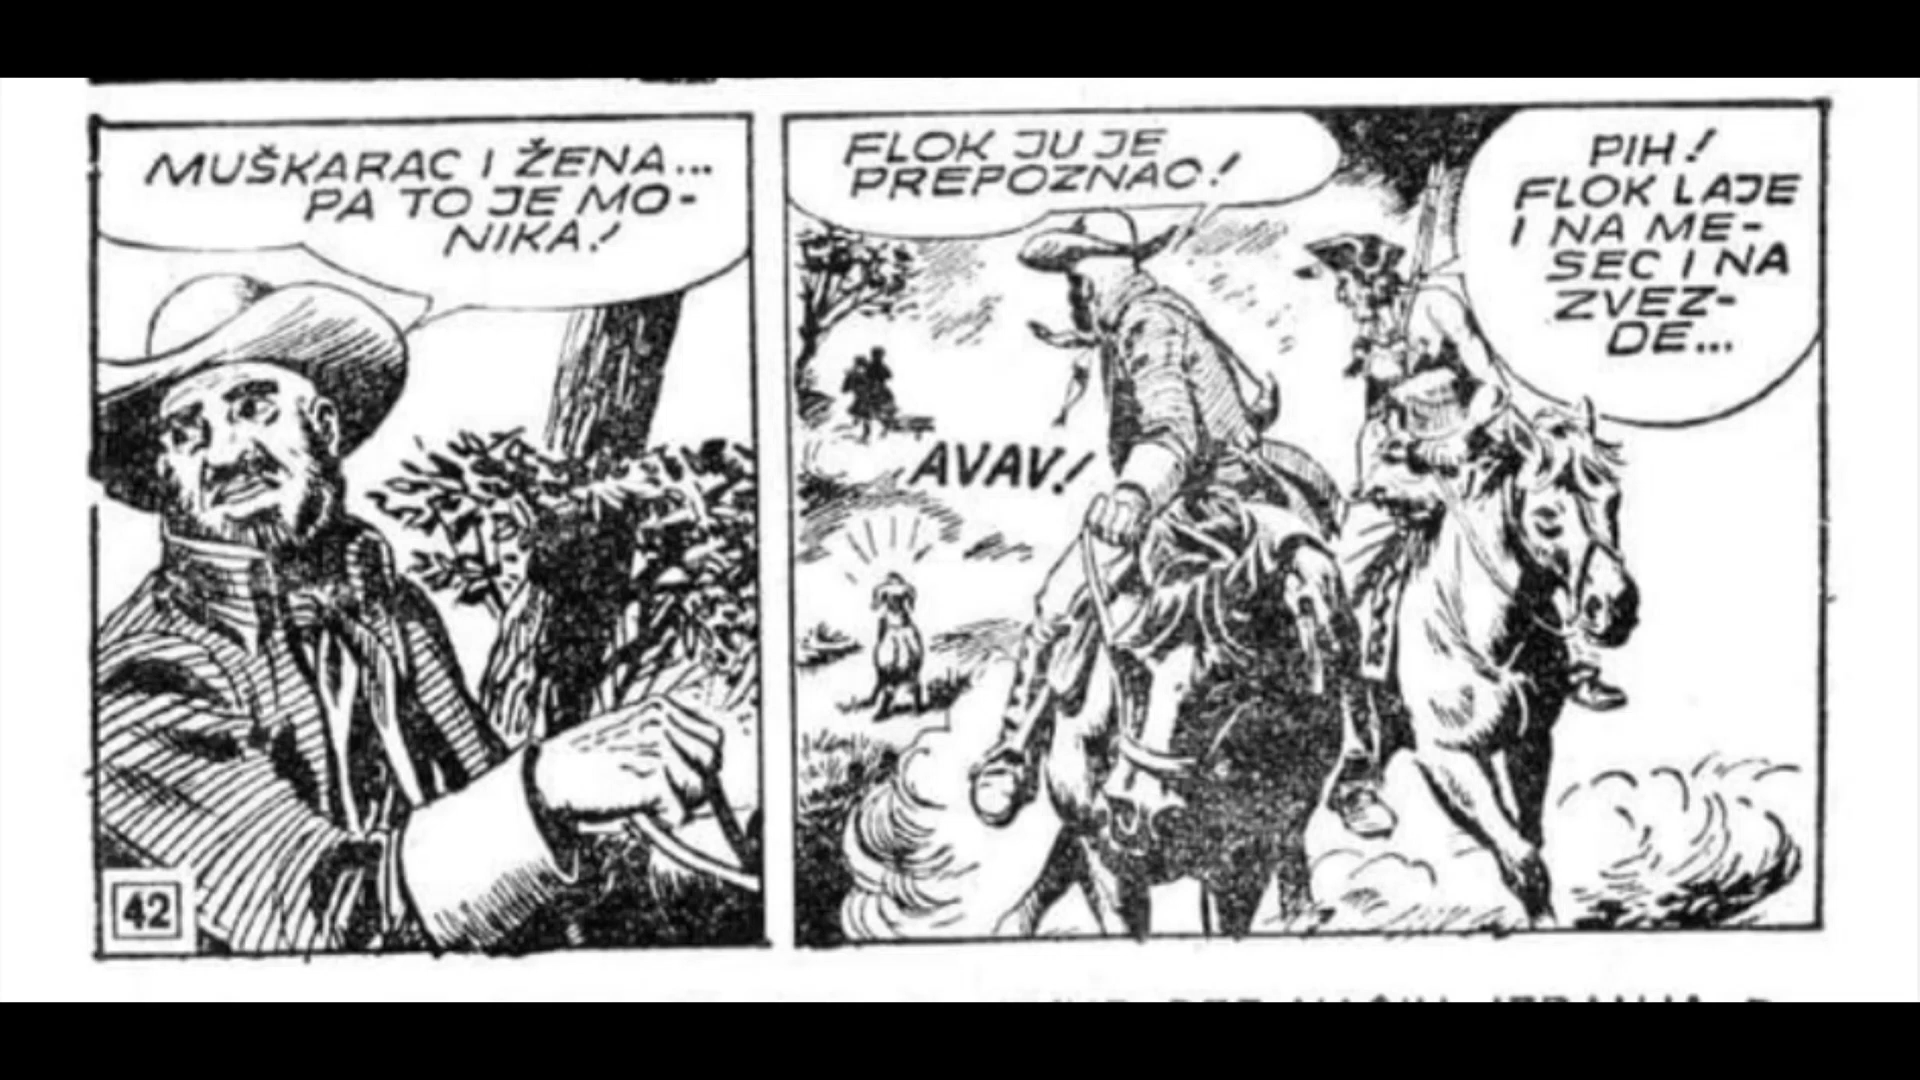 MUŠKARAC I ŽENA...
PA TO JE MO-
NIKA!
FLOK JU JE
PREPOZNAO!
PIH!
FLOK LAJE
I NA ME-
SEC I NA
ZVEZ-
DE...
AVAV!
42